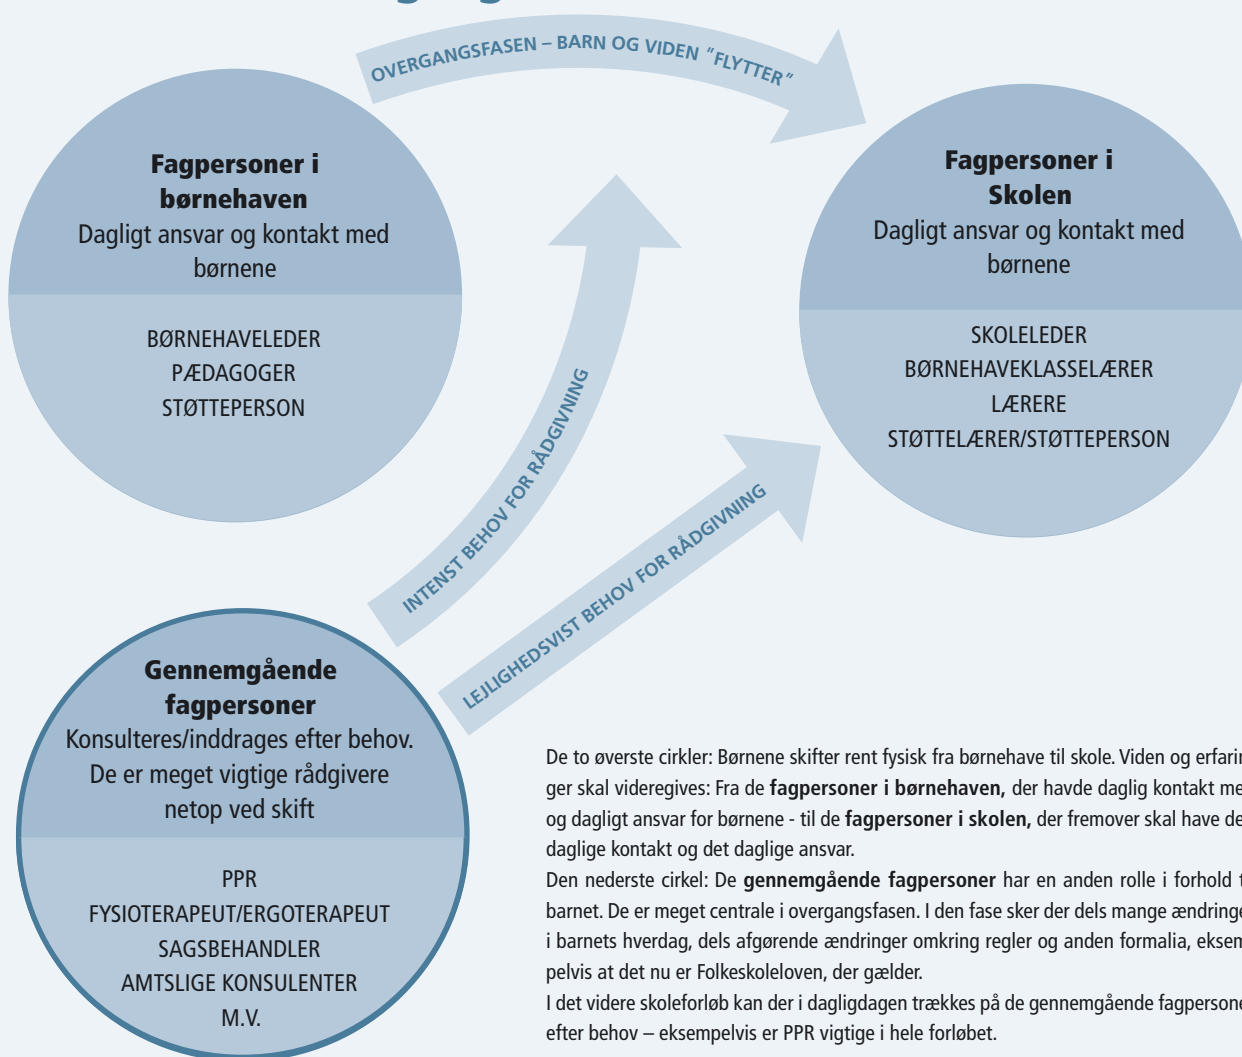 OVERGANGSFASEN – BARN OG VIDEN "FLYTTER"
Fagpersoner i
børnehaven
Dagligt ansvar og kontakt med
børnene
BØRNEHAVELEDER
PÆDAGOGER
STØTTEPERSON
Fagpersoner i
Skolen
Dagligt ansvar og kontakt med
børnene
SKOLELEDER
BØRNEHAVEKLASSELÆRER
LÆRERE
STØTTELÆRER/STØTTEPERSON
INTENST BEHOV FOR RÅDGIVNING
LEJLIGHEDSVIST BEHOV FOR RÅDGIVNING
Gennemgående
fagpersoner
Konsulteres/inddrages efter behov.
De er meget vigtige rådgivere
netop ved skift
PPR
FYSIOTERAPEUT/ERGOTERAPEUT
SAGSBEHANDLER
AMTSLIGE KONSULENTER
M.V.
De to øverste cirkler: Børnene skifter rent fysisk fra børnehave til skole. Viden og erfarin
ger skal videregives: Fra de fagpersoner i børnehaven, der havde daglig kontakt me
og dagligt ansvar for børnene - til de fagpersoner i skolen, der fremover skal have de
daglige kontakt og det daglige ansvar.
Den nederste cirkel: De gennemgående fagpersoner har en anden rolle i forhold t
barnet. De er meget centrale i overgangsfasen. I den fase sker der dels mange ændringe
i barnets hverdag, dels afgørende ændringer omkring regler og anden formalia, eksem
pelvis at det nu er Folkeskoleloven, der gælder.
I det videre skoleforløb kan der i dagligdagen trækkes på de gennemgående fagpersone
efter behov – eksempelvis er PPR vigtige i hele forløbet.